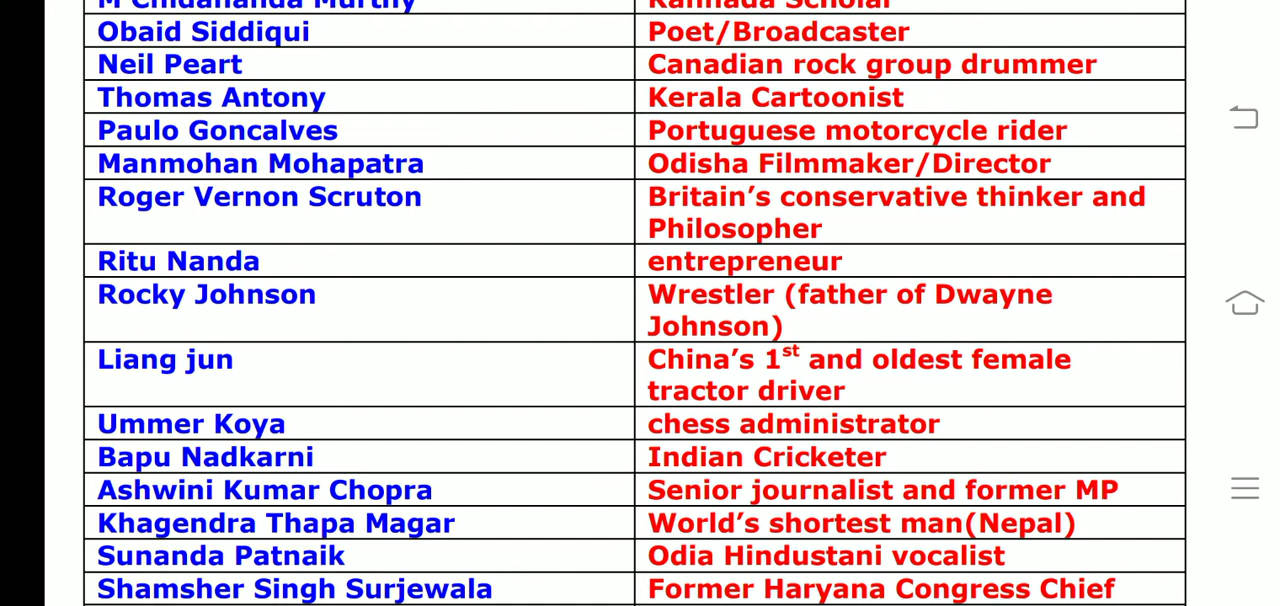 M Chidananda Murthy Kannada Scholar
Obaid Siddiqui Poet/Broadcaster
Neil Peart Canadian rock group drummer
Thomas Antony Kerala Cartoonist
Paulo Goncalves Portuguese motorcycle rider
Manmohan Mohapatra Odisha Filmmaker/Director
Roger Vernon Scruton Britain's conservative thinker and
Philosopher
Ritu Nanda entrepreneur
Rocky Johnson Wrestler (father of Dwayne
Johnson)
Liang jun China's 1st and oldest female
tractor driver
Ummer Koya chess administrator
Bapu Nadkarni Indian Cricketer
Ashwini Kumar Chopra Senior journalist and former MP
Khagendra Thapa Magar World's shortest man(Nepal)
Sunanda Patnaik Odia Hindustani vocalist
Shamsher Singh Surjewala Former Haryana Congress Chief